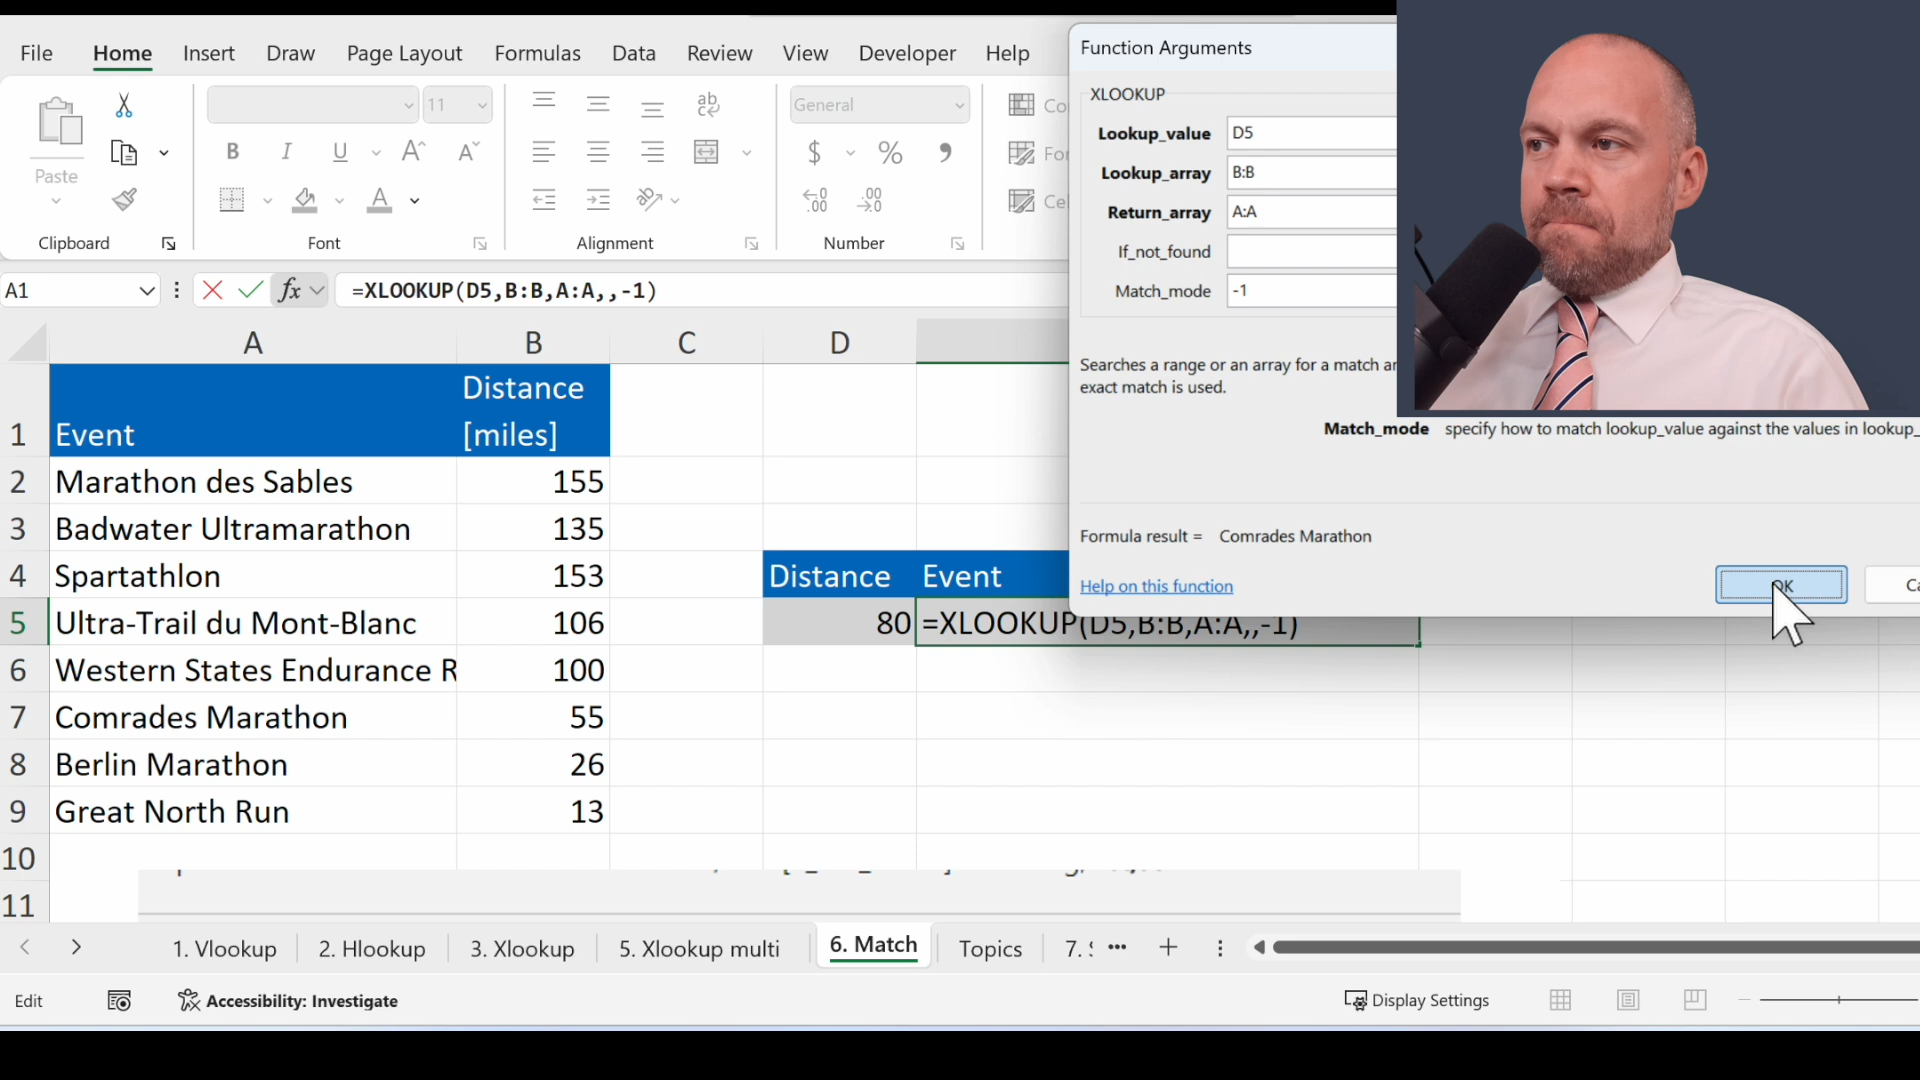 File Home Insert Draw Page Layout Formulas Data Review View Developer Help
Function Arguments
XLOOKUP
Lookup_value D5
Lookup_array B:B
Return_array A:A
If_not_found
Match_mode -1
Searches a range or an array for a match
exact match is used.
Match_mode specify how to match lookup_value against the values in lookup_
Formula result = Comrades Marathon
Help on this function
OK
Paste
11
General
ab
B I U A A
$ %
A
Clipboard Font Alignment Number
A1
fx =XLOOKUP(D5,B:B,A:A,,-1)
A B C D
1 Event Distance
[miles]
2 Marathon des Sables 155
3 Badwater Ultramarathon 135
4 Spartathlon 153 Distance Event
5 Ultra-Trail du Mont-Blanc 106 80 =XLOOKUP(D5,B:B,A:A,,-1)
6 Western States Endurance R 100
7 Comrades Marathon 55
8 Berlin Marathon 26
9 Great North Run 13
10
11
1. Vlookup 2. Hlookup 3. Xlookup 5. Xlookup multi 6. Match Topics 7.
Edit Accessibility: Investigate Display Settings